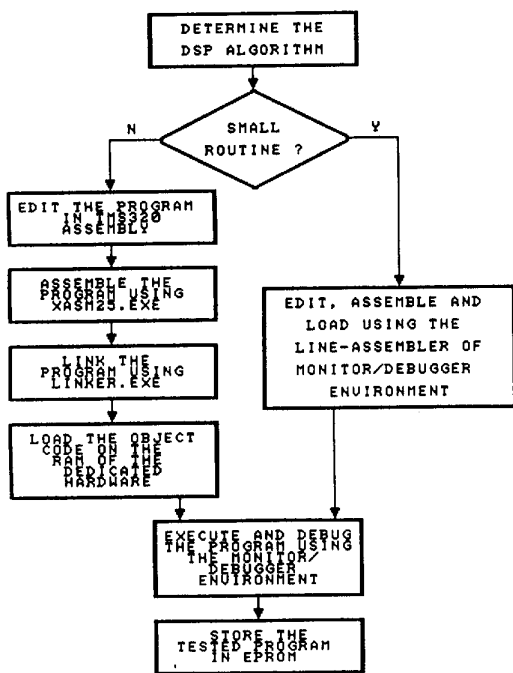 DETERMINE THE
DSP ALGORITHM
SMALL
ROUTINE ?
N
Y
EDIT THE PROGRAM
IN TMS320
ASSEMBLY
ASSEMBLE THE
PROGRAM USING
XASM25.EXE
LINK THE
PROGRAM USING
LINKER.EXE
LOAD THE OBJECT
CODE ON THE
RAM OF THE
DEDICATED
HARDWARE
EDIT, ASSEMBLE AND
LOAD USING THE
LINE-ASSEMBLER OF
MONITOR/DEBUGGER
ENVIRONMENT
EXECUTE AND DEBUG
THE PROGRAM USING
THE MONITOR/
DEBUGGER
ENVIRONMENT
STORE THE
TESTED PROGRAM
IN EPROM